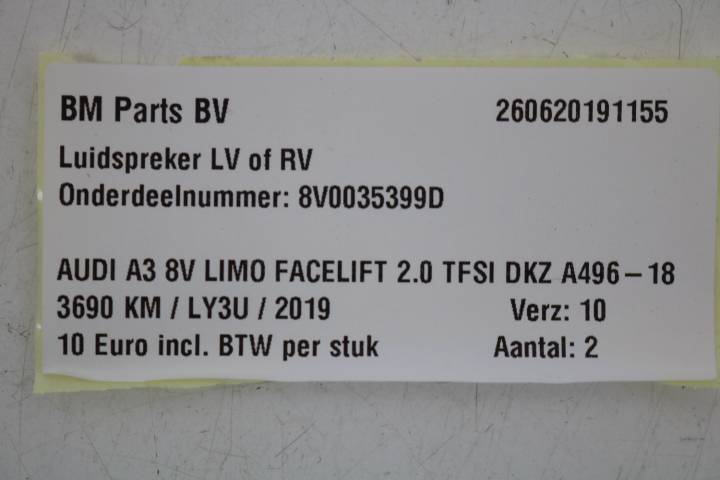 BM Parts BV 260620191155
Luidspreker LV of RV
Onderdeelnummer: 8V0035399D
AUDI A3 8V LIMO FACELIFT 2.0 TFSI DKZ A496-18
3690 KM / LY3U / 2019 Verz: 10
10 Euro incl. BTW per stuk Aantal: 2